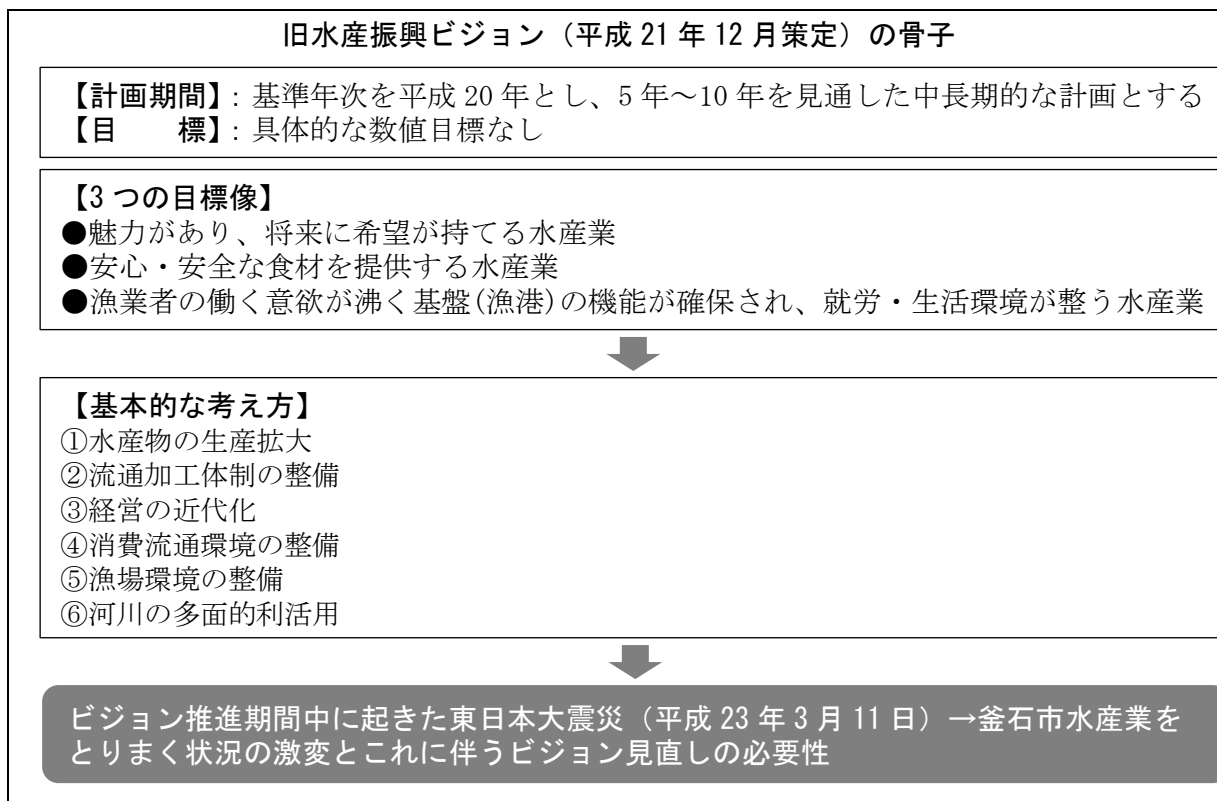 旧水産振興ビジョン（平成 21 年 12 月策定）の骨子
【計画期間】：基準年次を平成 20 年とし、5 年～10 年を見通した中長期的な計画とする
【目　　標】：具体的な数値目標なし
【3 つの目標像】
●魅力があり、将来に希望が持てる水産業
●安心・安全な食材を提供する水産業
●漁業者の働く意欲が沸く基盤(漁港)の機能が確保され、就労・生活環境が整う水産業
【基本的な考え方】
①水産物の生産拡大
②流通加工体制の整備
③経営の近代化
④消費流通環境の整備
⑤漁場環境の整備
⑥河川の多面的利活用
ビジョン推進期間中に起きた東日本大震災（平成 23 年 3 月 11 日）→釜石市水産業を
とりまく状況の激変とこれに伴うビジョン見直しの必要性